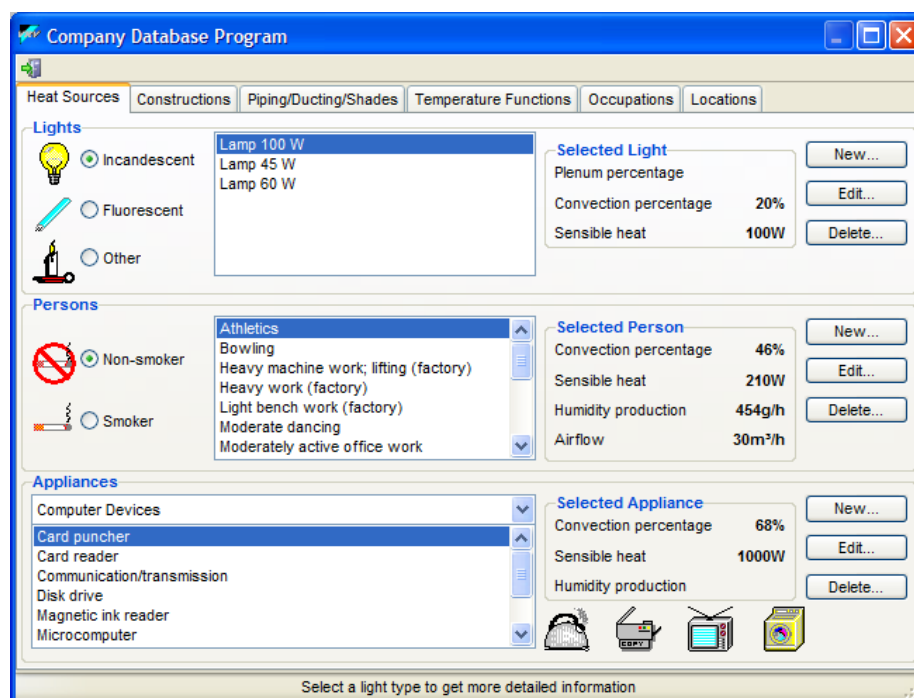 Company Database Program
Heat Sources Constructions Piping/Ducting/Shades Temperature Functions Occupations Locations
Lights
Incandescent
Fluorescent
Other
Lamp 100 W
Lamp 45 W
Lamp 60 W
Selected Light
Plenum percentage
Convection percentage 20%
Sensible heat 100W
New...
Edit...
Delete...
Persons
Non-smoker
Smoker
Athletics
Bowling
Heavy machine work; lifting (factory)
Heavy work (factory)
Light bench work (factory)
Moderate dancing
Moderately active office work
Selected Person
Convection percentage 46%
Sensible heat 210W
Humidity production 454g/h
Airflow 30m³/h
New...
Edit...
Delete...
Appliances
Computer Devices
Card puncher
Card reader
Communication/transmission
Disk drive
Magnetic ink reader
Microcomputer
Selected Appliance
Convection percentage 68%
Sensible heat 1000W
Humidity production
New...
Edit...
Delete...
COPY
Select a light type to get more detailed information